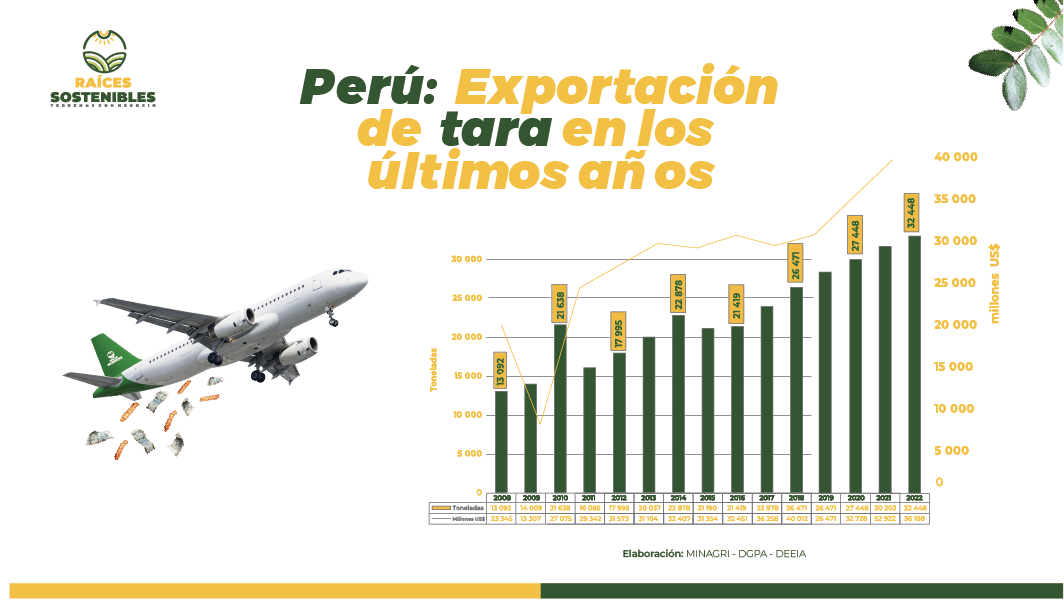 RAÍCES
SOSTENIBLES
Perú: Exportación
de tara en los
últimos añ os
40 000
35 000
30 000
25 000
20 000
15 000
10 000
5 000
0
millones US$
Toneladas
30 000
25 000
20 000
15 000
10 000
5 000
0
13 092
21 638
17 995
22 878
21 419
26 471
27 448
32 448
2008 2009 2010 2011 2012 2013 2014 2015 2016 2017 2018 2019 2020 2021 2022
Toneladas 13 092 14 009 21 638 16 085 17 995 20 037 22 878 21 190 21 419 23 978 26 471 26 471 27 448 30 203 32 448
Millones US$ 23 345 13 307 27 075 29 342 31 573 31 104 32 407 31 354 32 451 36 258 40 012 26 471 32 728 52 922 36 188
Elaboración: MINAGRI - DGPA - DEEIA